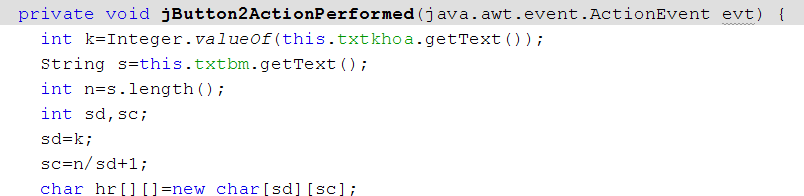 private void jButton2ActionPerformed(java.awt.event.ActionEvent evt) {
int k=Integer.valueOf(this.txtkhoa.getText());
String s=this.txtbm.getText();
int n=s.length();
int sd,sc;
sd=k;
sc=n/sd+1;
char hr[][]=new char[sd][sc];